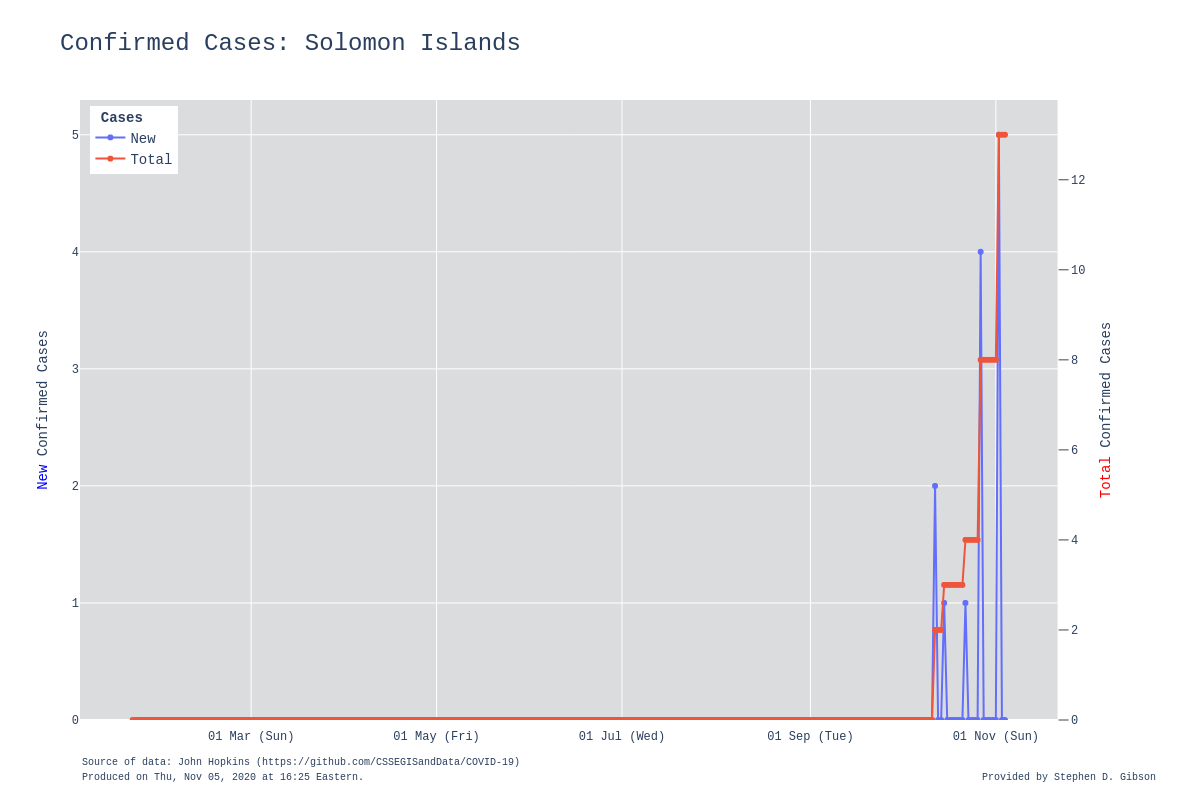 Confirmed Cases: Solomon Islands
Cases
New
Total
5
4
3
2
1
0
New Confirmed Cases
12
10
8
6
4
2
0
Total Confirmed Cases
01 Mar (Sun)
01 May (Fri)
01 Jul (Wed)
01 Sep (Tue)
01 Nov (Sun)
Source of data: John Hopkins (https://github.com/CSSEGISandData/COVID-19)
Produced on Thu, Nov 05, 2020 at 16:25 Eastern.
Provided by Stephen D. Gibson